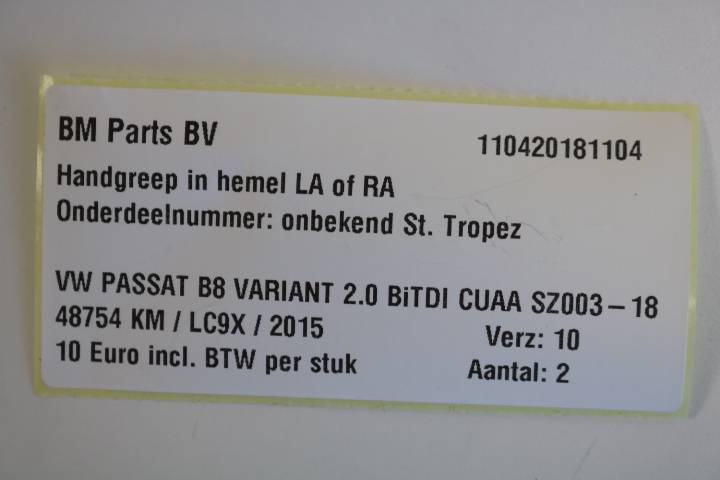 BM Parts BV 110420181104
Handgreep in hemel LA of RA
Onderdeelnummer: onbekend St. Tropez
VW PASSAT B8 VARIANT 2.0 BiTDI CUAA SZ003-18
48754 KM / LC9X / 2015 Verz: 10
10 Euro incl. BTW per stuk Aantal: 2